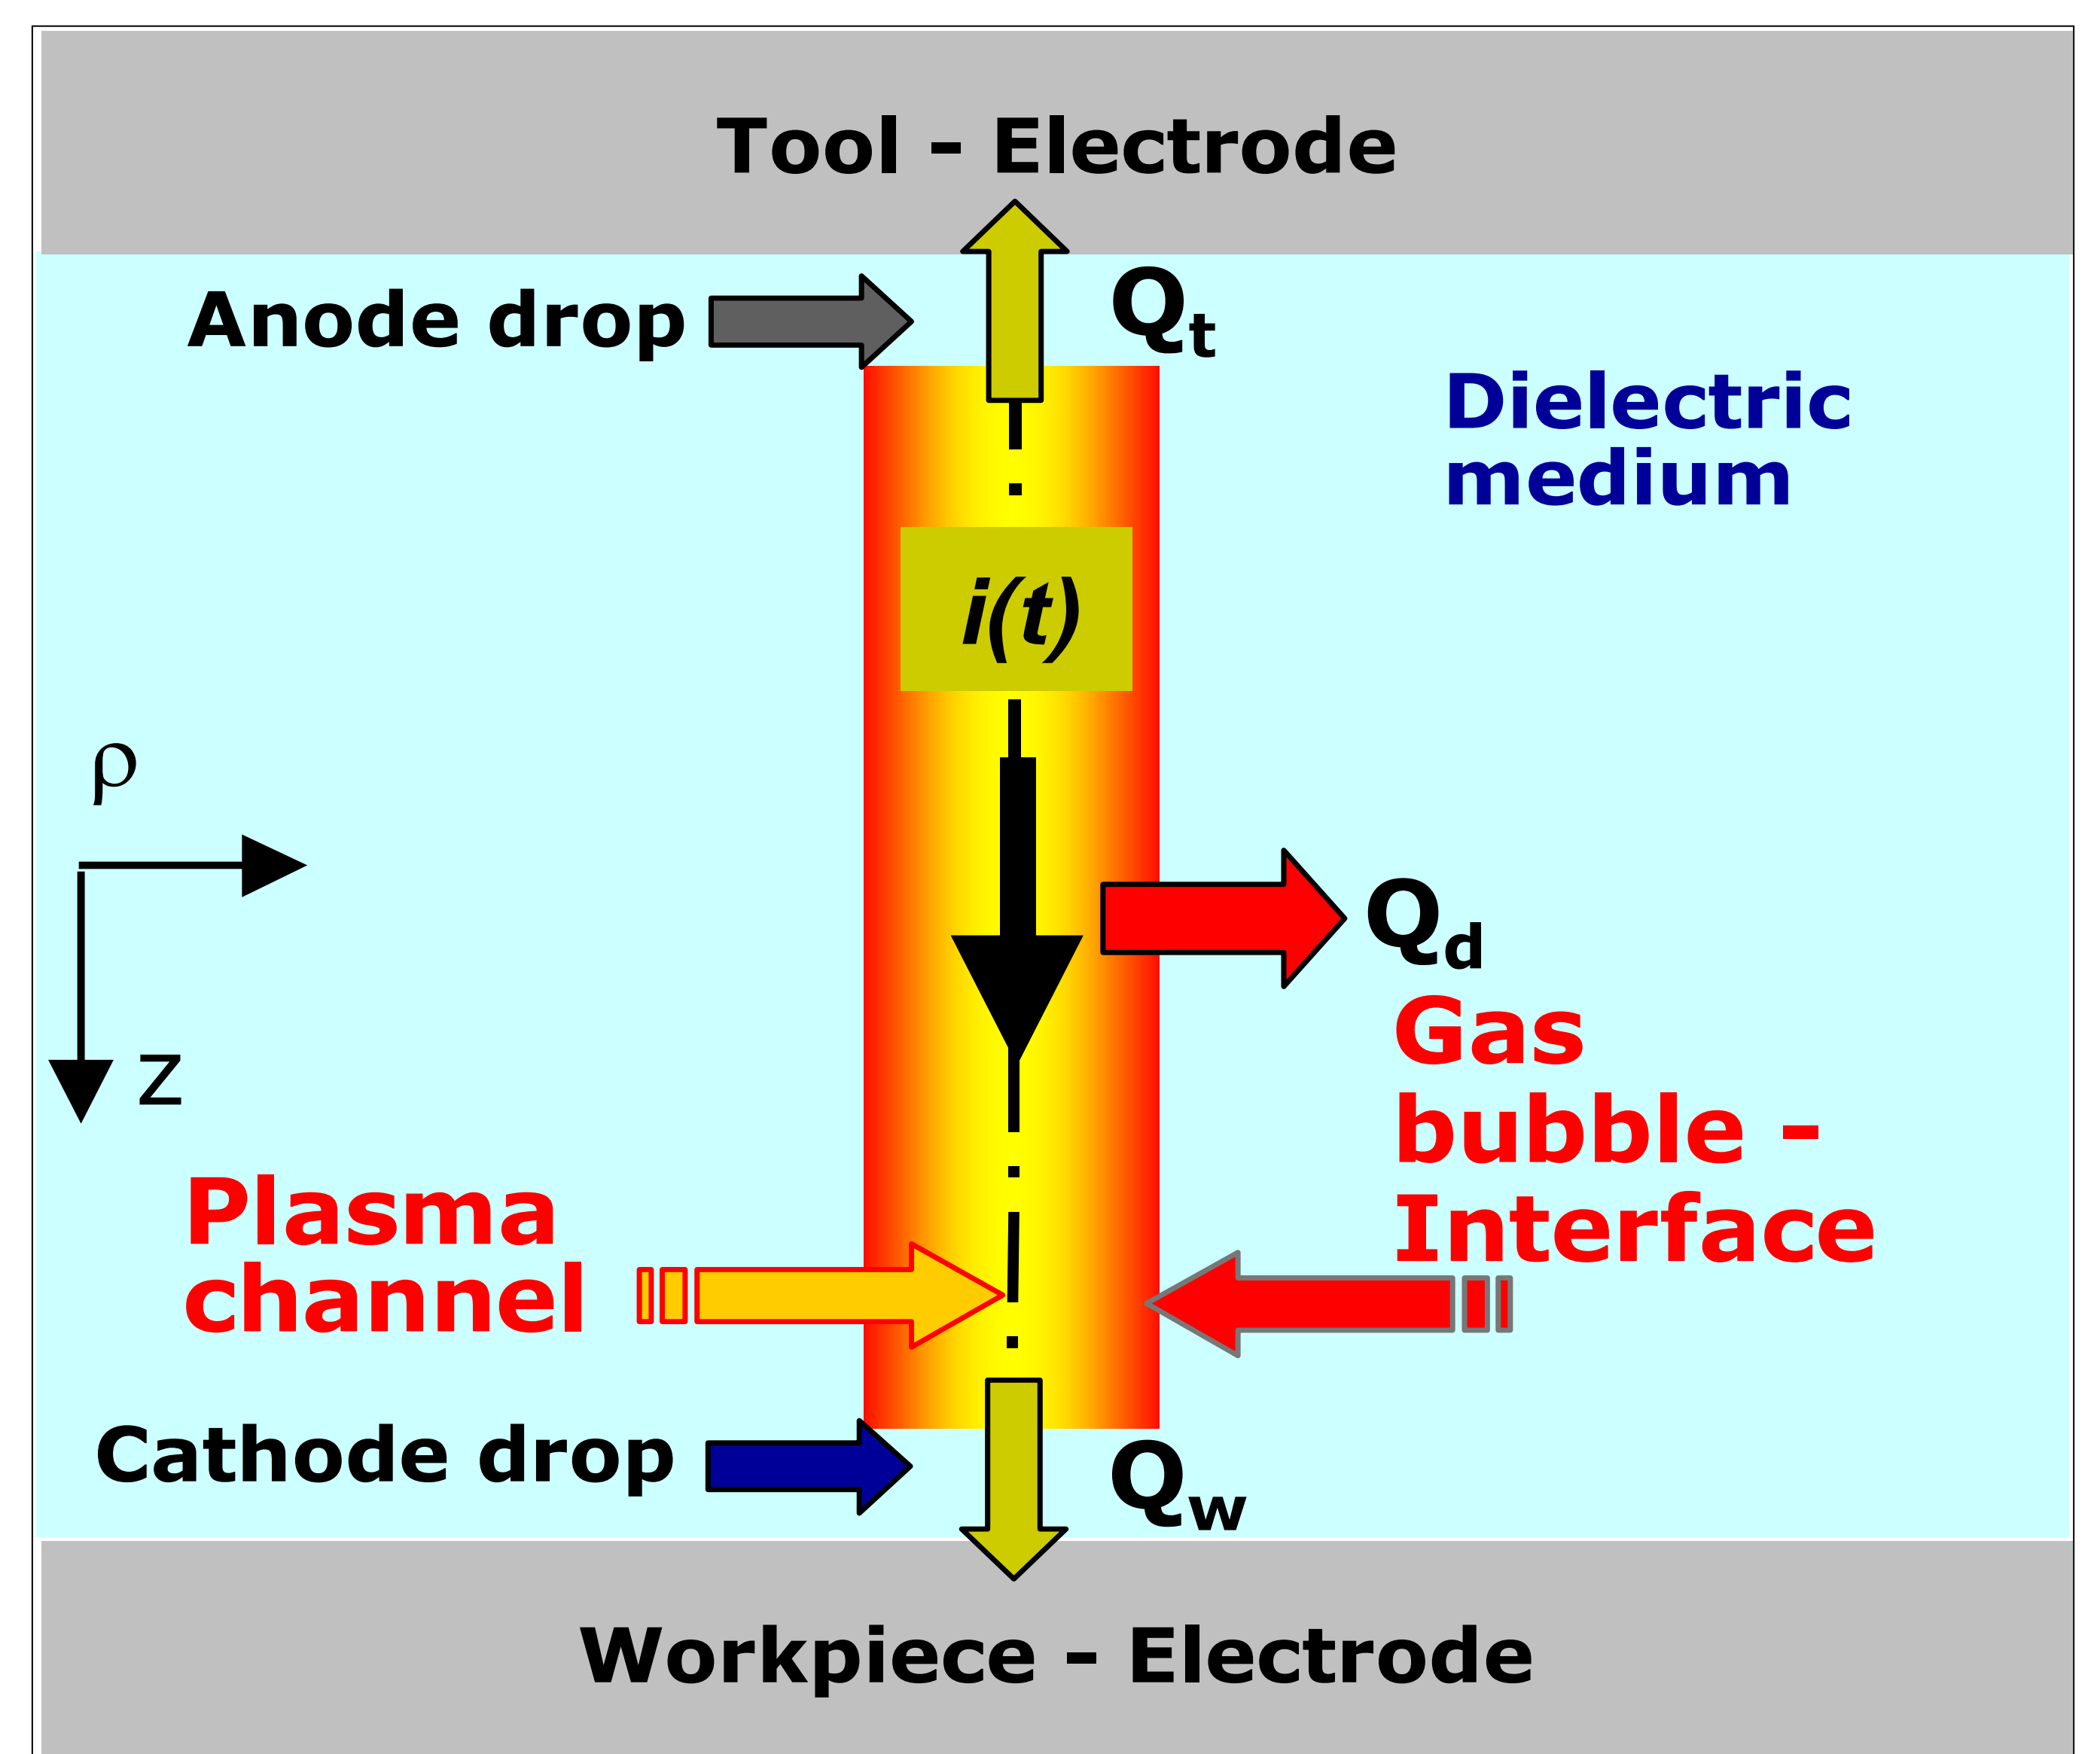 Tool - Electrode
Anode drop
Qt
Dielectric
medium
i(t)
ρ
z
Qd
Gas
bubble -
Interface
Plasma
channel
Cathode drop
Qw
Workpiece - Electrode